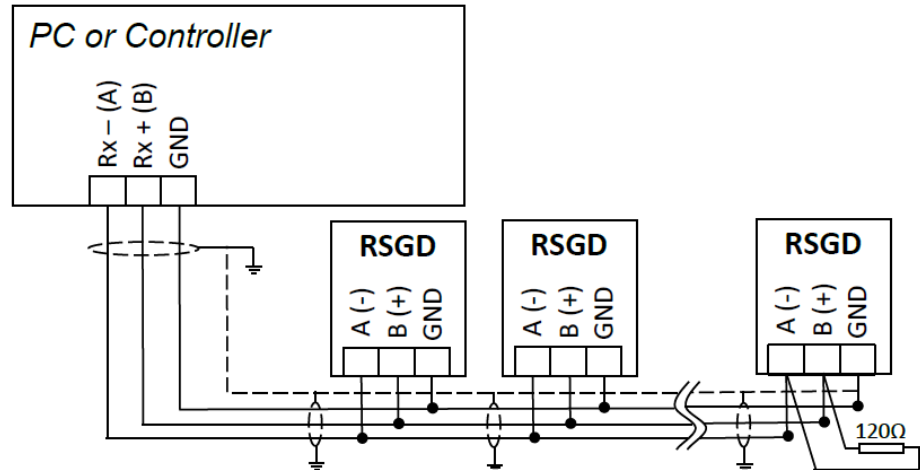 PC or Controller
Rx – (A)
Rx + (B)
GND
RSGD
A (-)
B (+)
GND
RSGD
A (-)
B (+)
GND
RSGD
A (-)
B (+)
GND
120Ω